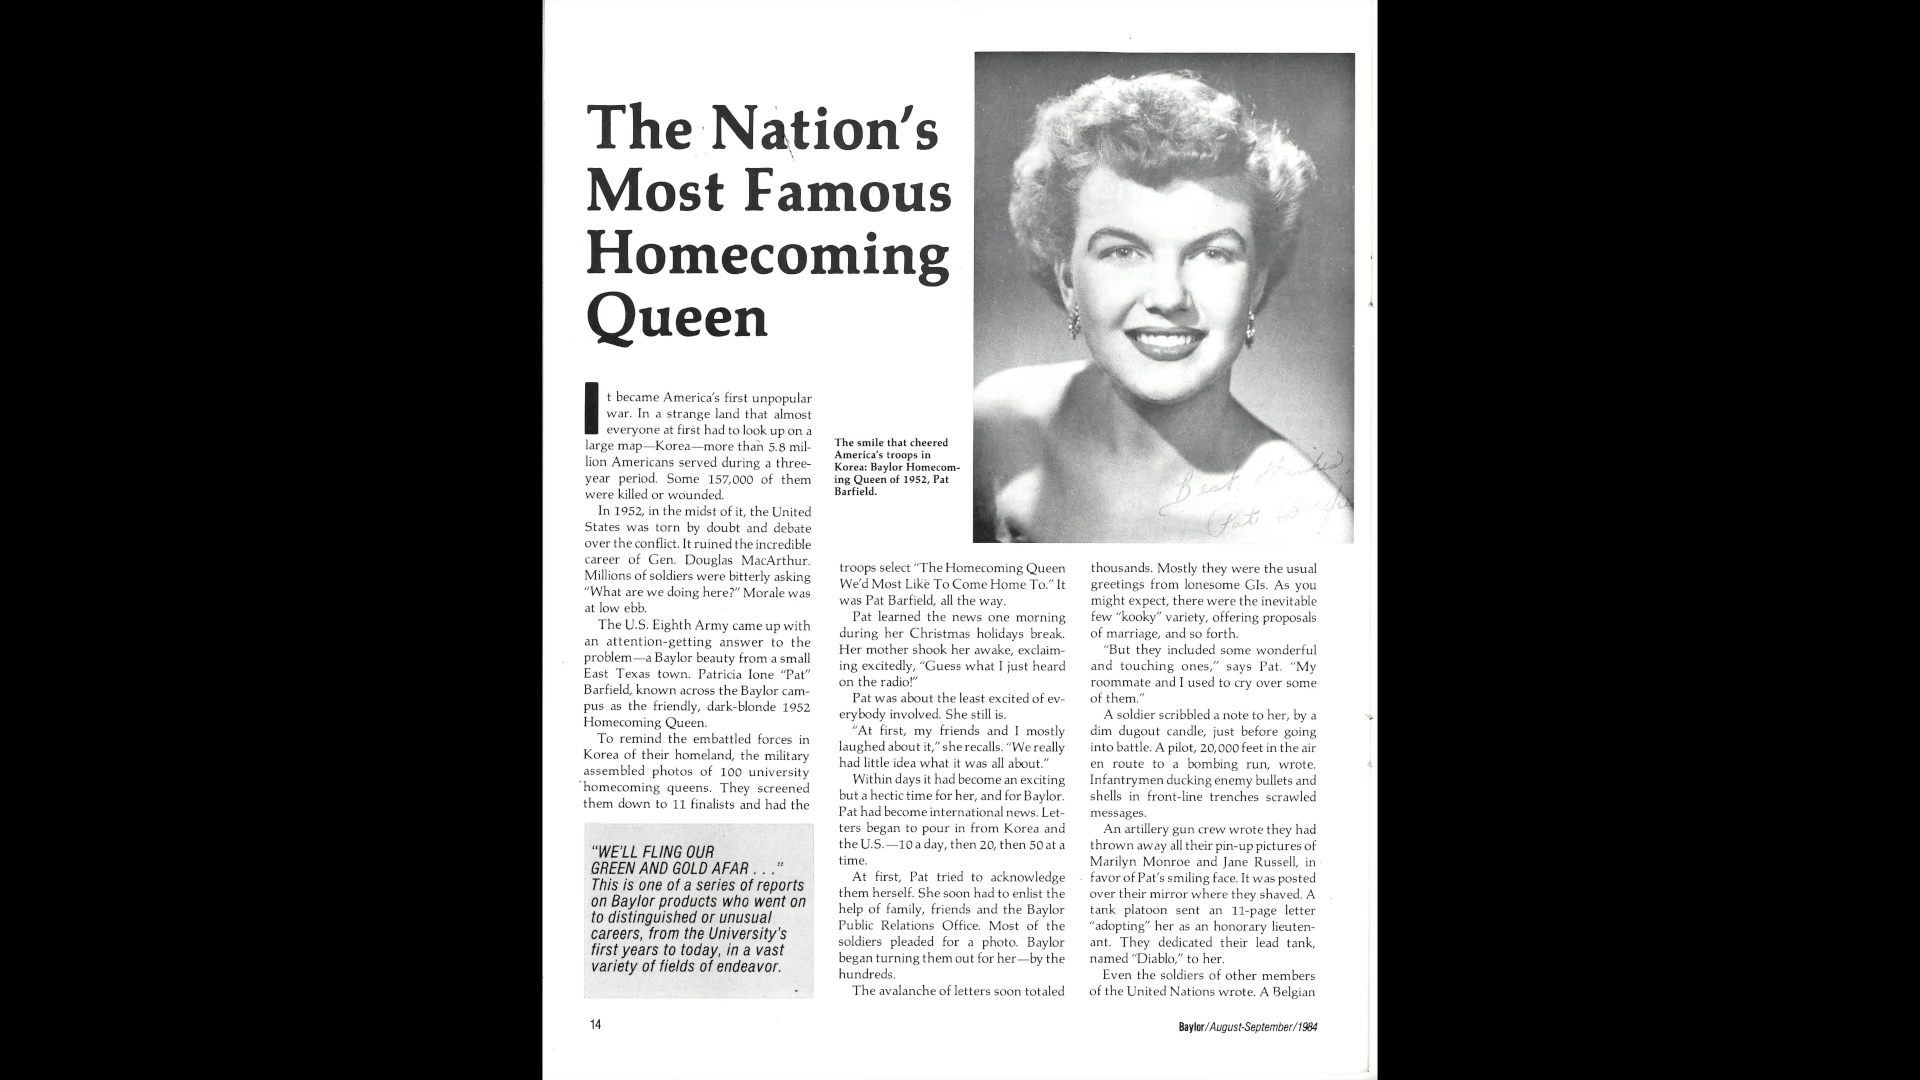 The Nation's
Most Famous
Homecoming
Queen
It became America's first unpopular
war. In a strange land that almost
everyone at first had to look up on a
large map—Korea—more than 5.8 mil-
lion Americans served during a three-
year period. Some 157,000 of them
were killed or wounded.
In 1952, in the midst of it, the United
States was torn by doubt and debate
over the conflict. It ruined the incredible
career of Gen. Douglas MacArthur.
Millions of soldiers were bitterly asking
"What are we doing here?" Morale was
at low ebb.
The U.S. Eighth Army came up with
an attention-getting answer to the
problem—a Baylor beauty from a small
East Texas town. Patricia Ione "Pat"
Barfield, known across the Baylor cam-
pus as the friendly, dark-blonde 1952
Homecoming Queen.
To remind the embattled forces in
Korea of their homeland, the military
assembled photos of 100 university
homecoming queens. They screened
them down to 11 finalists and had the
"WE'LL FLING OUR
GREEN AND GOLD AFAR . . ."
This is one of a series of reports
on Baylor products who went on
to distinguished or unusual
careers, from the University's
first years to today, in a vast
variety of fields of endeavor.
The smile that cheered
America's troops in
Korea: Baylor Homecom-
ing Queen of 1952, Pat
Barfield.
Best Wishes,
Pat
troops select "The Homecoming Queen
We'd Most Like To Come Home To." It
was Pat Barfield, all the way.
Pat learned the news one morning
during her Christmas holidays break.
Her mother shook her awake, exclaim-
ing excitedly, "Guess what I just heard
on the radio!"
Pat was about the least excited of ev-
erybody involved. She still is.
"At first, my friends and I mostly
laughed about it," she recalls. "We really
had little idea what it was all about."
Within days it had become an exciting
but a hectic time for her, and for Baylor.
Pat had become international news. Let-
ters began to pour in from Korea and
the U.S.—10 a day, then 20, then 50 at a
time.
At first, Pat tried to acknowledge
them herself. She soon had to enlist the
help of family, friends and the Baylor
Public Relations Office. Most of the
soldiers pleaded for a photo. Baylor
began turning them out for her—by the
hundreds.
The avalanche of letters soon totaled
thousands. Mostly they were the usual
greetings from lonesome GIs. As you
might expect, there were the inevitable
few "kooky" variety, offering proposals
of marriage, and so forth.
"But they included some wonderful
and touching ones," says Pat. "My
roommate and I used to cry over some
of them."
A soldier scribbled a note to her, by a
dim dugout candle, just before going
into battle. A pilot, 20,000 feet in the air
en route to a bombing run, wrote.
Infantrymen ducking enemy bullets and
shells in front-line trenches scrawled
messages.
An artillery gun crew wrote they had
thrown away all their pin-up pictures of
Marilyn Monroe and Jane Russell, in
favor of Pat's smiling face. It was posted
over their mirror where they shaved. A
tank platoon sent an 11-page letter
"adopting" her as an honorary lieuten-
ant. They dedicated their lead tank,
named "Diablo," to her.
Even the soldiers of other members
of the United Nations wrote. A Belgian
14
Baylor/August-September/1984